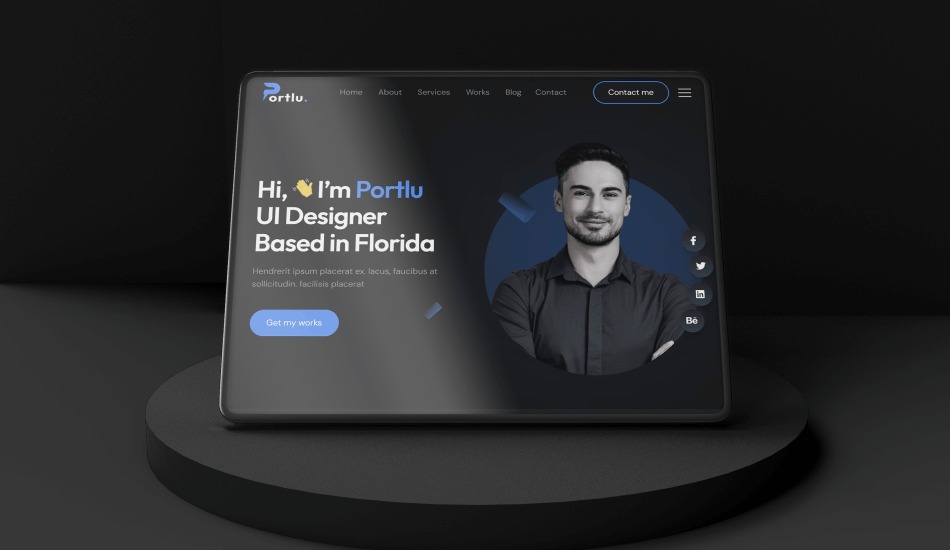 Portlu.
Home About Services Works Blog Contact
Contact me
Hi, 👋 I'm Portlu
UI Designer
Based in Florida
Hendrerit ipsum placerat ex. lacus, faucibus at
sollicitudin. facilisis placerat
Get my works
f
in
Bē